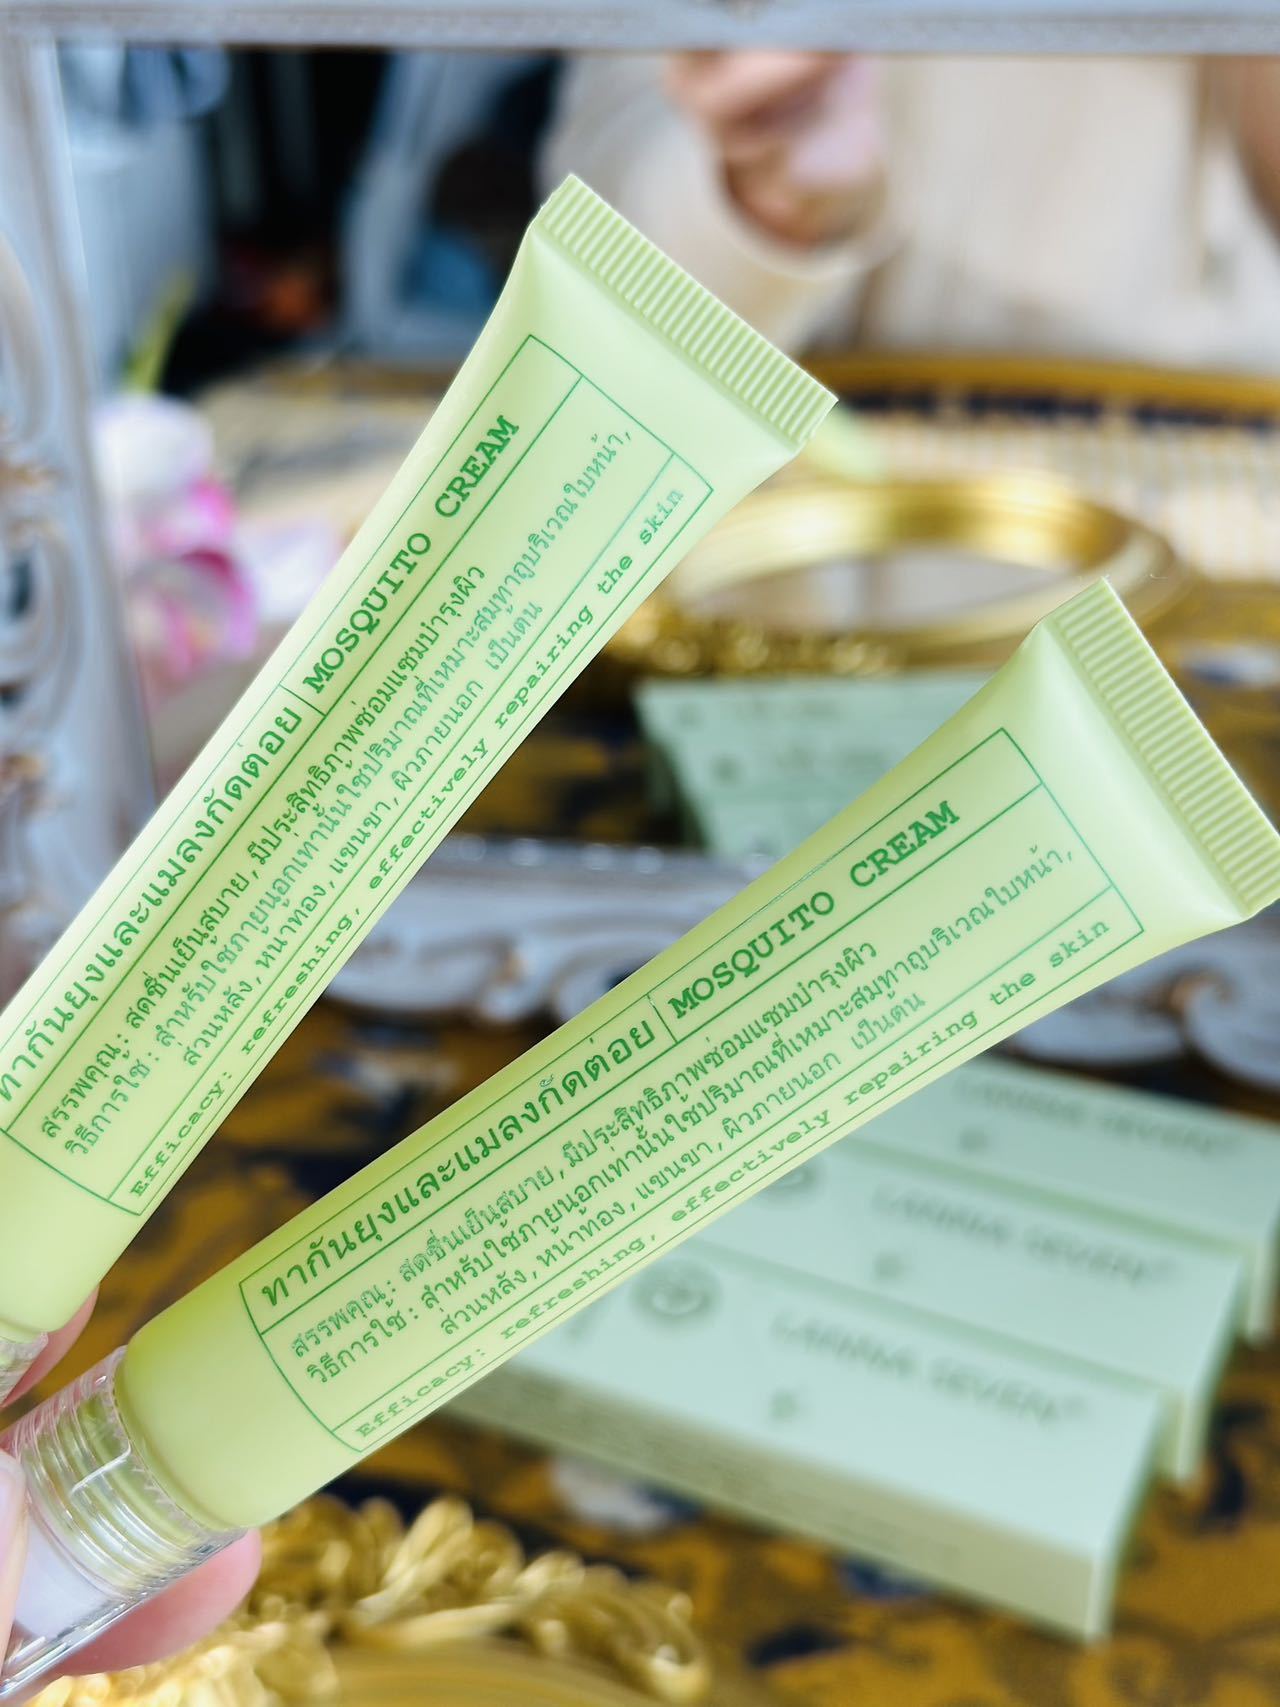 ทากันยุงและแมลงกัดต่อย MOSQUITO CREAM
สรรพคุณ: สดชื่นเย็นสบาย, มีประสิทธิภาพซ่อมแซมบำรุงผิว
วิธีการใช้: สำหรับใช้ภายนอกเท่านั้นใช้ปริมาณที่เหมาะสมทาถูบริเวณใบหน้า,
ส่วนหลัง, หน้าท้อง, แขนขา, ผิวภายนอก เป็นต้น
Efficacy: refreshing, effectively repairing the skin
ทากันยุงและแมลงกัดต่อย MOSQUITO CREAM
สรรพคุณ: สดชื่นเย็นสบาย, มีประสิทธิภาพซ่อมแซมบำรุงผิว
วิธีการใช้: สำหรับใช้ภายนอกเท่านั้นใช้ปริมาณที่เหมาะสมทาถูบริเวณใบหน้า,
ส่วนหลัง, หน้าท้อง, แขนขา, ผิวภายนอก เป็นต้น
Efficacy: refreshing, effectively repairing the skin